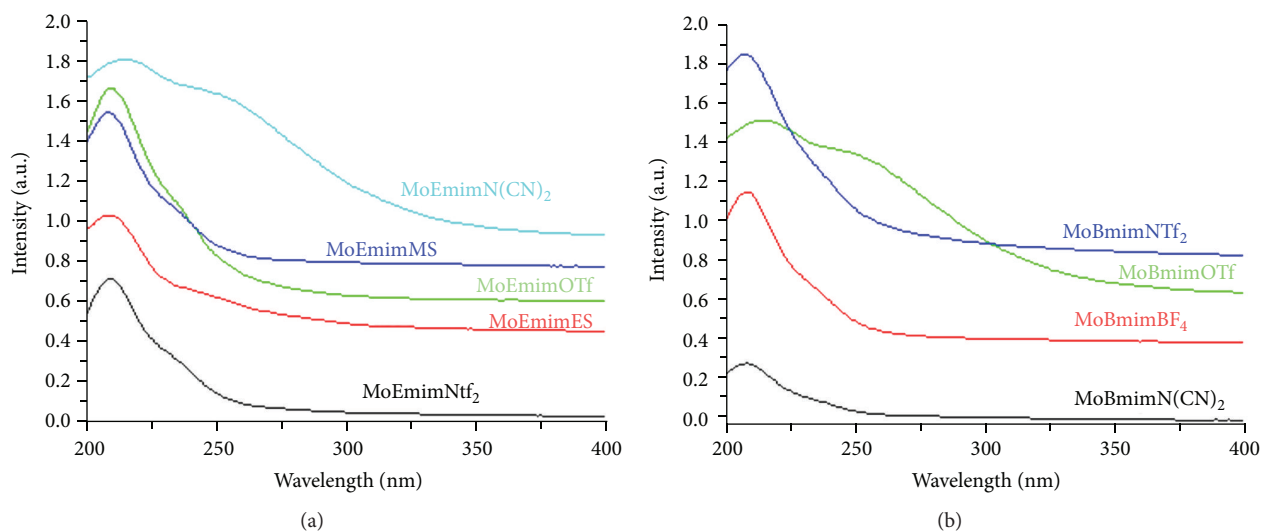 2.0
1.8
1.6
1.4
1.2
1.0
0.8
0.6
0.4
0.2
0.0
Intensity (a.u.)
MoEmimN(CN)2
MoEmimMS
MoEmimOTf
MoEmimES
MoEmimNtf2
200 250 300 350 400
Wavelength (nm)
(a)
2.0
1.8
1.6
1.4
1.2
1.0
0.8
0.6
0.4
0.2
0.0
Intensity (a.u.)
MoBmimNTf2
MoBmimOTf
MoBmimBF4
MoBmimN(CN)2
200 250 300 350 400
Wavelength (nm)
(b)